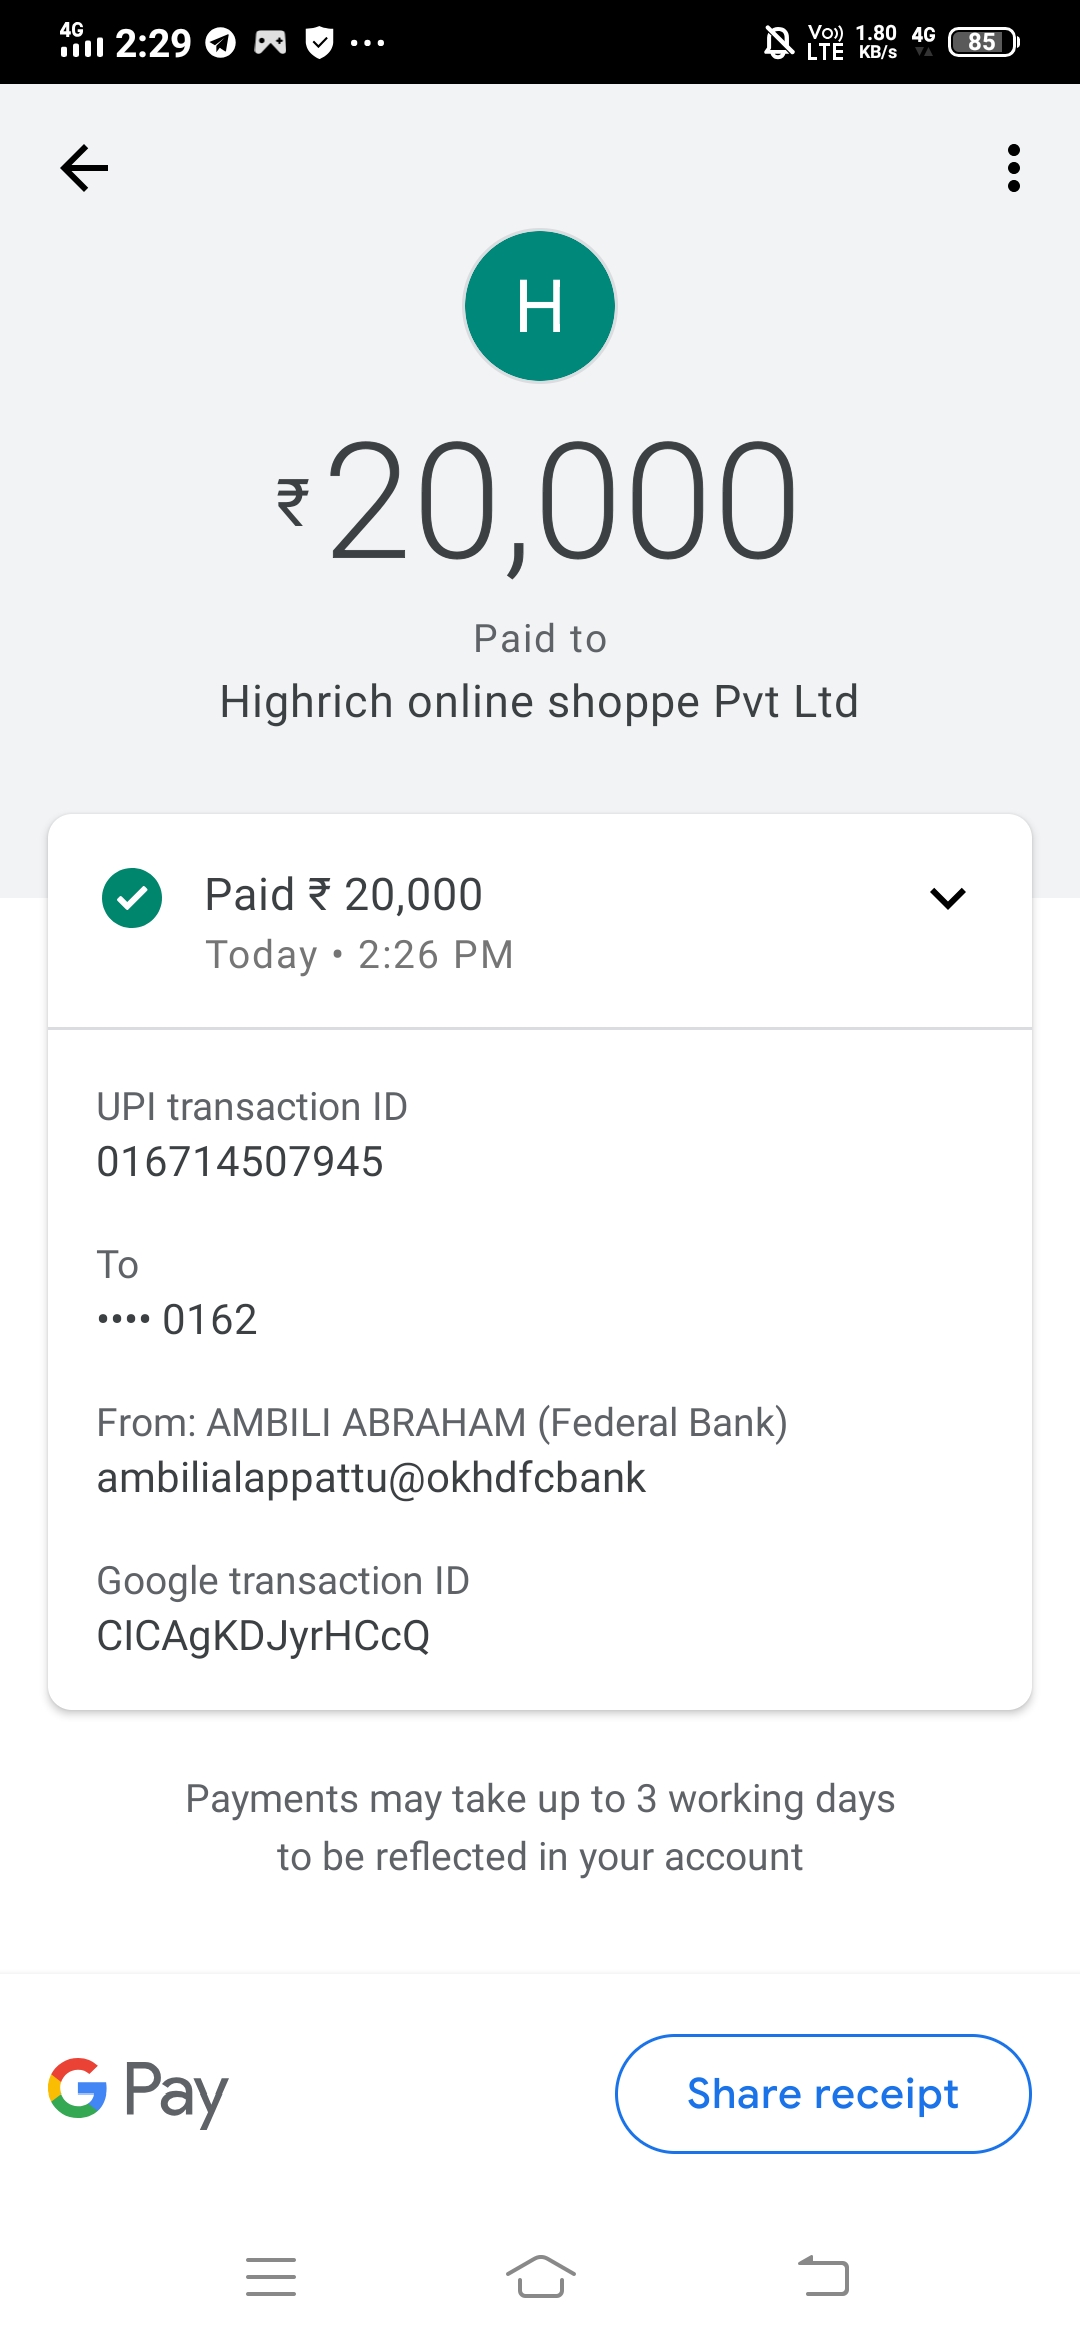 4G 2:29 Vo)) LTE 1.80 KB/s 4G 85
H
₹20,000
Paid to
Highrich online shoppe Pvt Ltd
Paid ₹ 20,000
Today • 2:26 PM
UPI transaction ID
016714507945
To
•••• 0162
From: AMBILI ABRAHAM (Federal Bank)
ambilialappattu@okhdfcbank
Google transaction ID
CICAgKDJyrHCcQ
Payments may take up to 3 working days
to be reflected in your account
G Pay
Share receipt